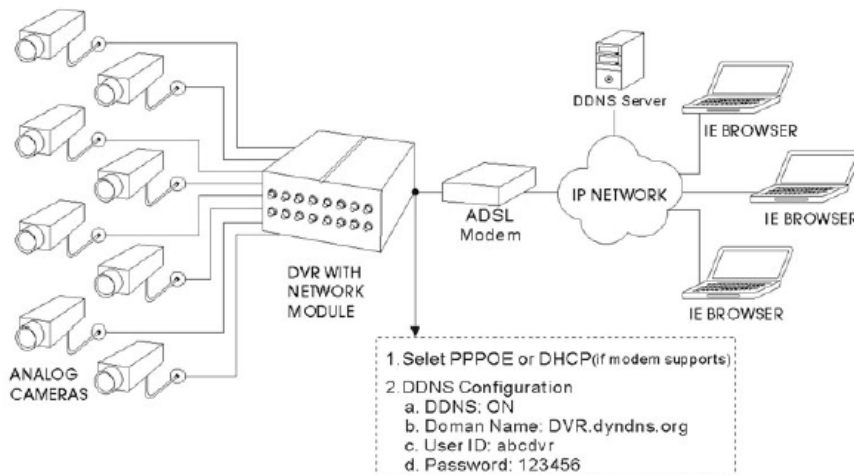 DDNS Server
IE BROWSER
IP NETWORK
IE BROWSER
ADSL
Modem
IE BROWSER
DVR WITH
NETWORK
MODULE
ANALOG
CAMERAS
1. Selet PPPOE or DHCP(if modem supports)
2. DDNS Configuration
a. DDNS: ON
b. Doman Name: DVR.dyndns.org
c. User ID: abcdvr
d. Password: 123456